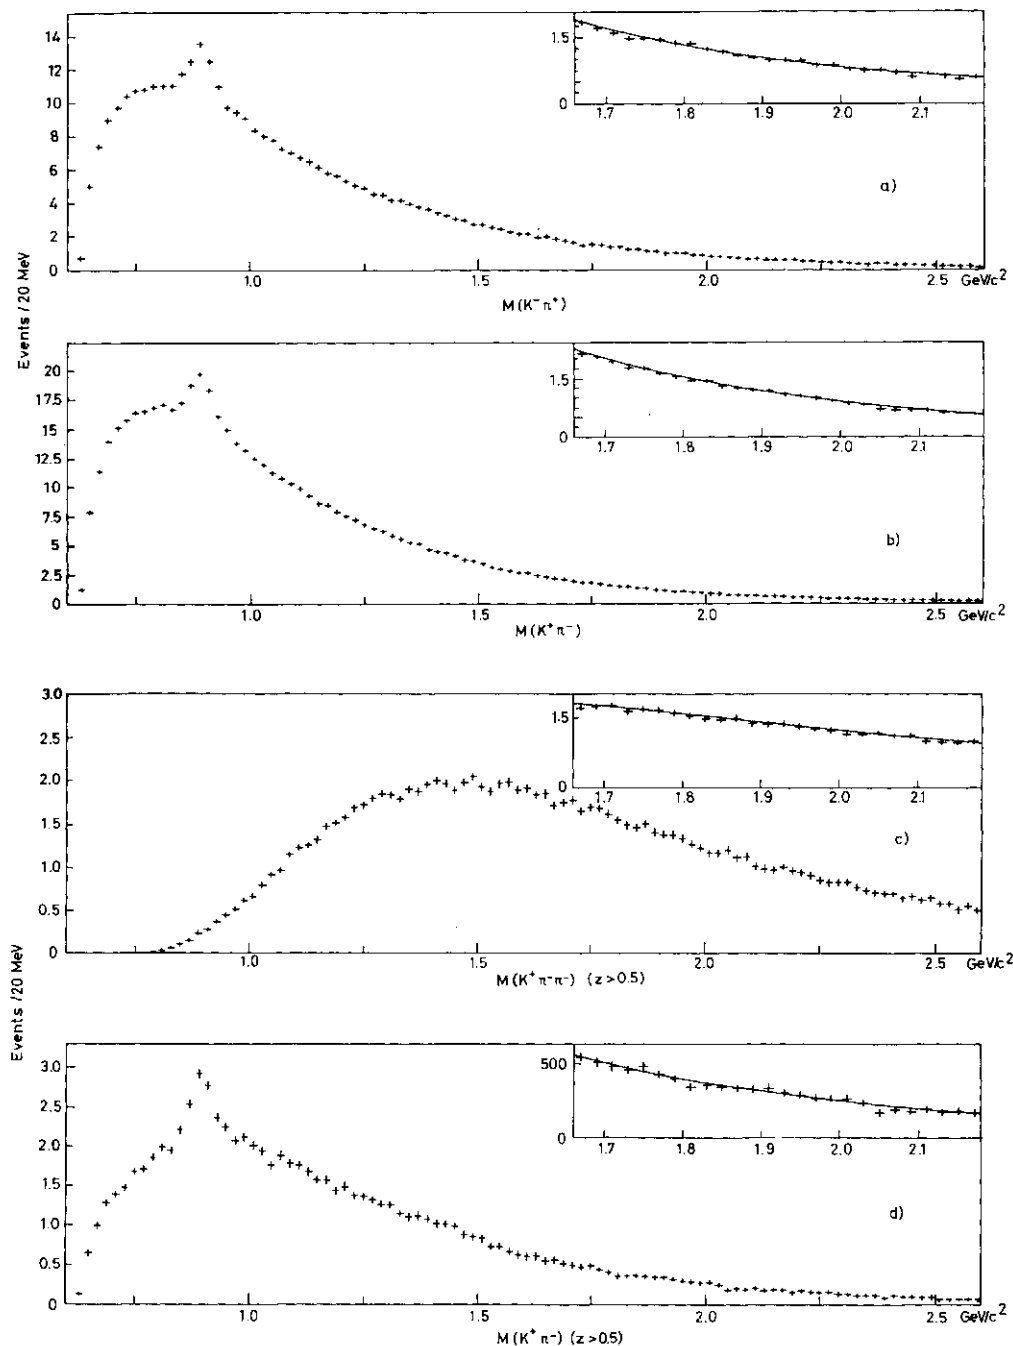 14
12
10
8
6
4
2
0
1.5
0
1.7 1.8 1.9 2.0 2.1
a)
1.0 1.5 2.0 2.5 GeV/c²
M (K⁻ π⁺)
Events / 20 MeV
20
17.5
15
12.5
10
7.5
5
2.5
0
1.5
0
1.7 1.8 1.9 2.0 2.1
b)
1.0 1.5 2.0 2.5 GeV/c²
M (K⁺ π⁻)
3.0
2.5
2.0
1.5
1.0
0.5
0
1.5
0
1.7 1.8 1.9 2.0 2.1
c)
1.0 1.5 2.0 2.5 GeV/c²
M (K⁺ π⁻ π⁻) (z > 0.5)
Events / 20 MeV
3.0
2.5
2.0
1.5
1.0
0.5
0
500
0
1.7 1.8 1.9 2.0 2.1
d)
1.0 1.5 2.0 2.5 GeV/c²
M (K⁺ π⁻) (z > 0.5)